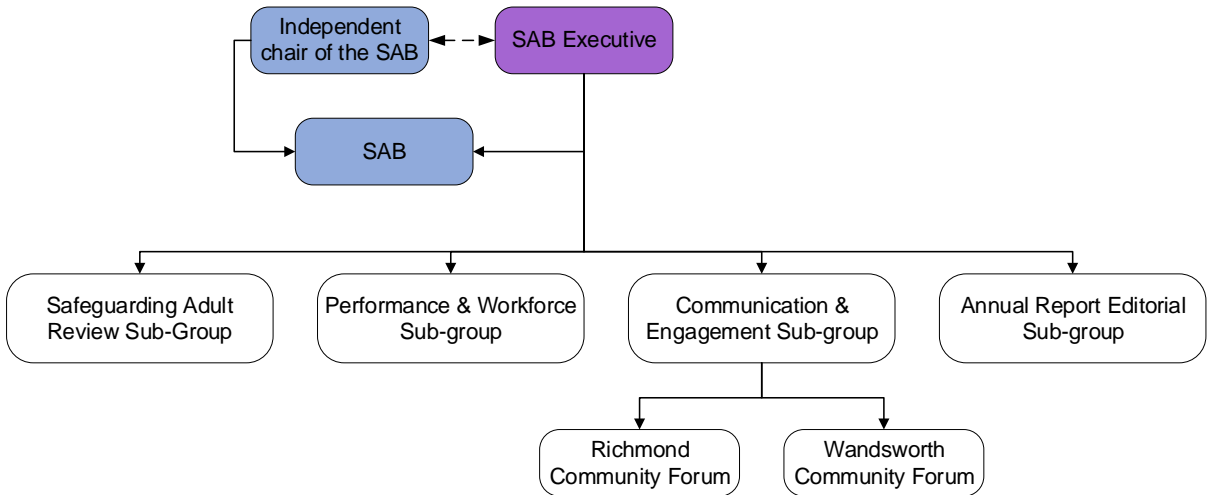 Independent
chair of the SAB
SAB Executive
SAB
Safeguarding Adult
Review Sub-Group
Performance & Workforce
Sub-group
Communication &
Engagement Sub-group
Annual Report Editorial
Sub-group
Richmond
Community Forum
Wandsworth
Community Forum